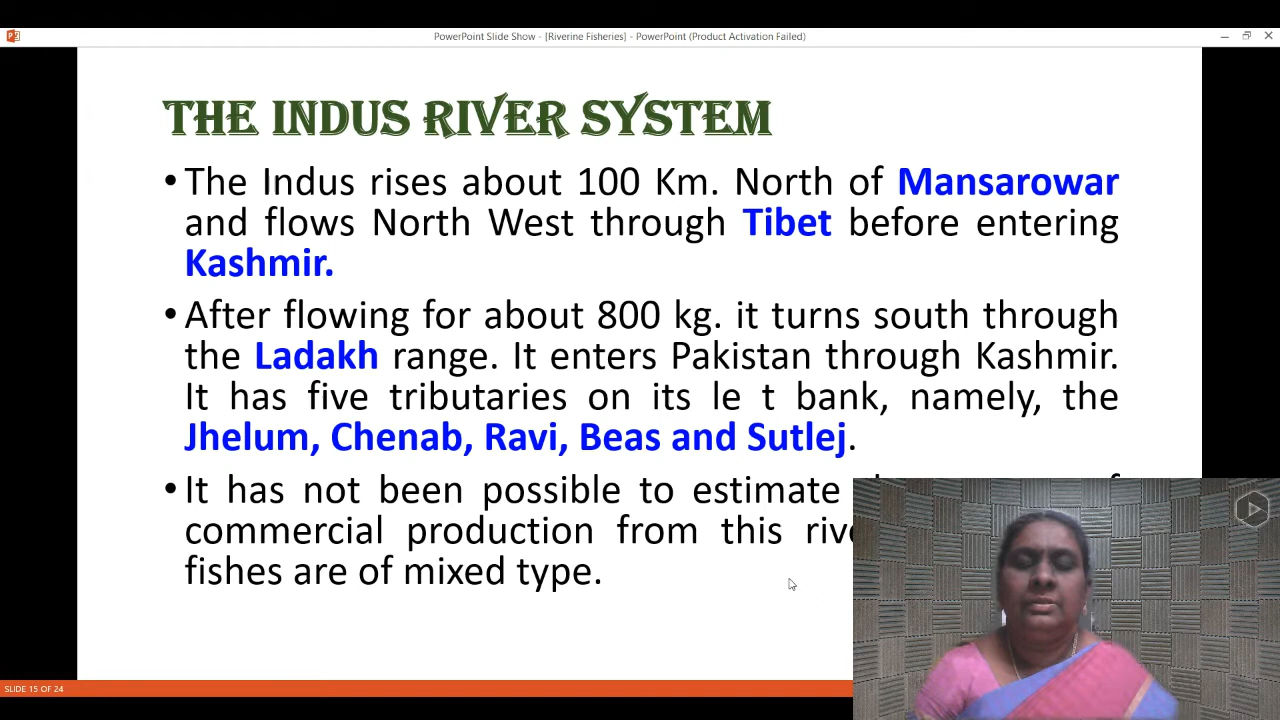 PowerPoint Slide Show - [Riverine Fisheries] - PowerPoint (Product Activation Failed)
THE INDUS RIVER SYSTEM
•The Indus rises about 100 Km. North of Mansarowar
and flows North West through Tibet before entering
Kashmir.
•After flowing for about 800 kg. it turns south through
the Ladakh range. It enters Pakistan through Kashmir.
It has five tributaries on its le t bank, namely, the
Jhelum, Chenab, Ravi, Beas and Sutlej.
•It has not been possible to estimate
commercial production from this
fishes are of mixed type.
SLIDE 15 OF 24